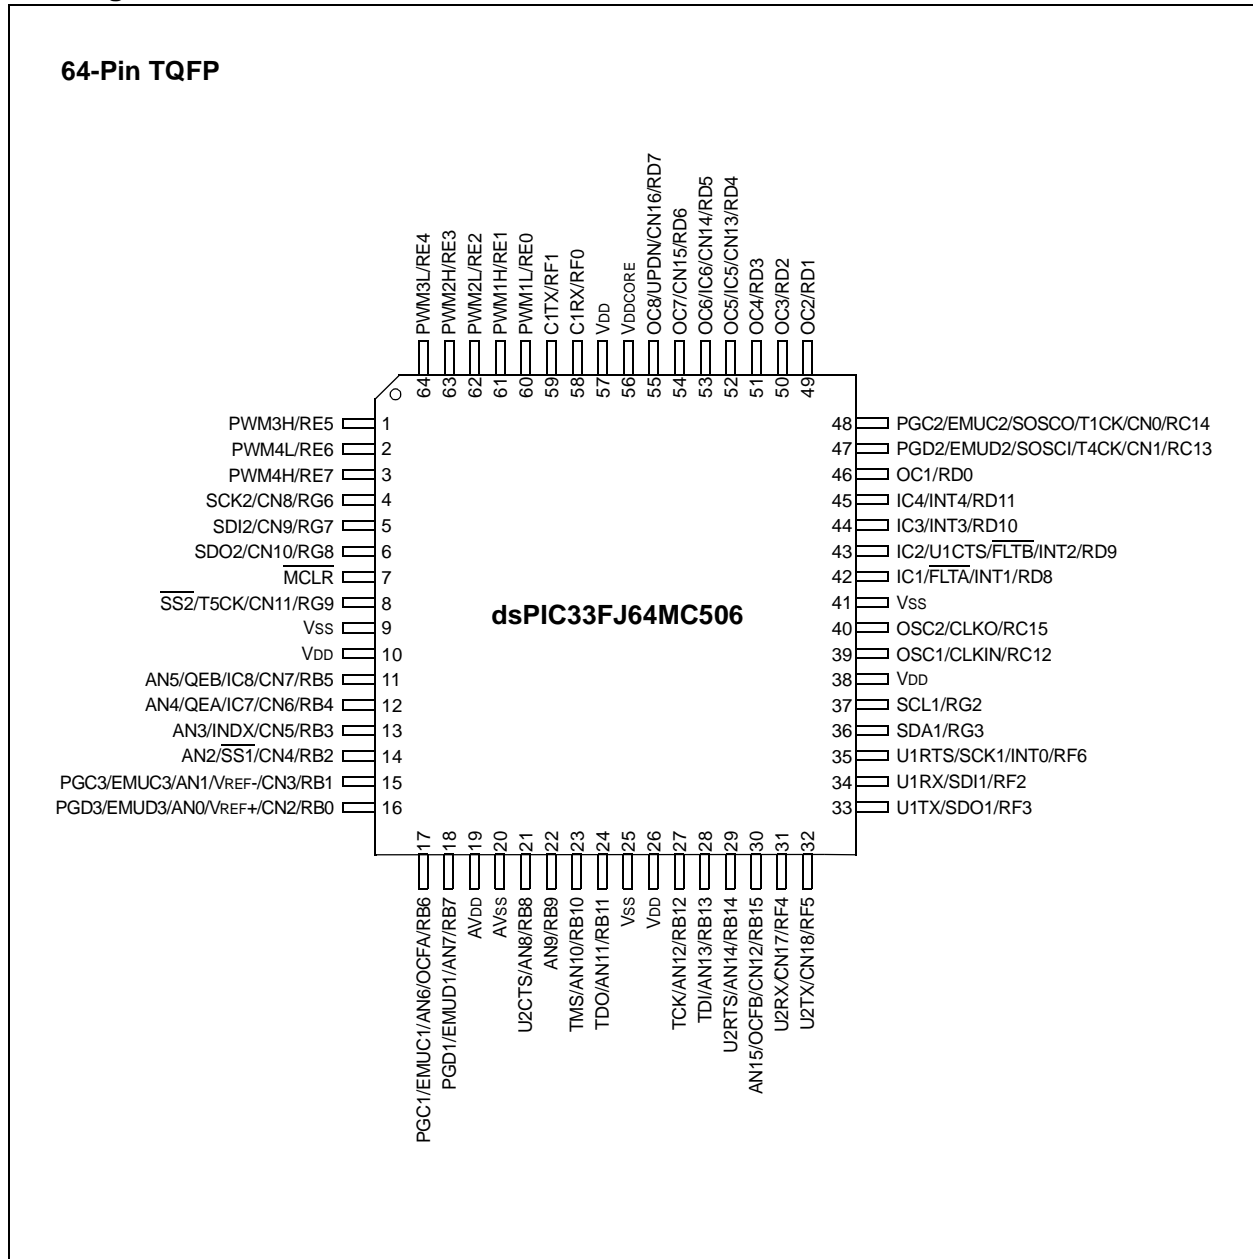 64-Pin TQFP
PWM3L/RE4
PWM2H/RE3
PWM2L/RE2
PWM1H/RE1
PWM1L/RE0
C1TX/RF1
C1RX/RF0
VDD
VDDCORE
OC8/UPDN/CN16/RD7
OC7/CN15/RD6
OC6/IC6/CN14/RD5
OC5/IC5/CN13/RD4
OC4/RD3
OC3/RD2
OC2/RD1
64 63 62 61 60 59 58 57 56 55 54 53 52 51 50 49
PWM3H/RE5 1
PWM4L/RE6 2
PWM4H/RE7 3
SCK2/CN8/RG6 4
SDI2/CN9/RG7 5
SDO2/CN10/RG8 6
MCLR 7
SS2/T5CK/CN11/RG9 8
VSS 9
VDD 10
AN5/QEB/IC8/CN7/RB5 11
AN4/QEA/IC7/CN6/RB4 12
AN3/INDX/CN5/RB3 13
AN2/SS1/CN4/RB2 14
PGC3/EMUC3/AN1/VREF-/CN3/RB1 15
PGD3/EMUD3/AN0/VREF+/CN2/RB0 16
dsPIC33FJ64MC506
48 PGC2/EMUC2/SOSCO/T1CK/CN0/RC14
47 PGD2/EMUD2/SOSCI/T4CK/CN1/RC13
46 OC1/RD0
45 IC4/INT4/RD11
44 IC3/INT3/RD10
43 IC2/U1CTS/FLTB/INT2/RD9
42 IC1/FLTA/INT1/RD8
41 VSS
40 OSC2/CLKO/RC15
39 OSC1/CLKIN/RC12
38 VDD
37 SCL1/RG2
36 SDA1/RG3
35 U1RTS/SCK1/INT0/RF6
34 U1RX/SDI1/RF2
33 U1TX/SDO1/RF3
17 18 19 20 21 22 23 24 25 26 27 28 29 30 31 32
PGC1/EMUC1/AN6/OCFA/RB6
PGD1/EMUD1/AN7/RB7
AVDD
AVSS
U2CTS/AN8/RB8
AN9/RB9
TMS/AN10/RB10
TDO/AN11/RB11
VSS
VDD
TCK/AN12/RB12
TDI/AN13/RB13
U2RTS/AN14/RB14
AN15/OCFB/CN12/RB15
U2RX/CN17/RF4
U2TX/CN18/RF5